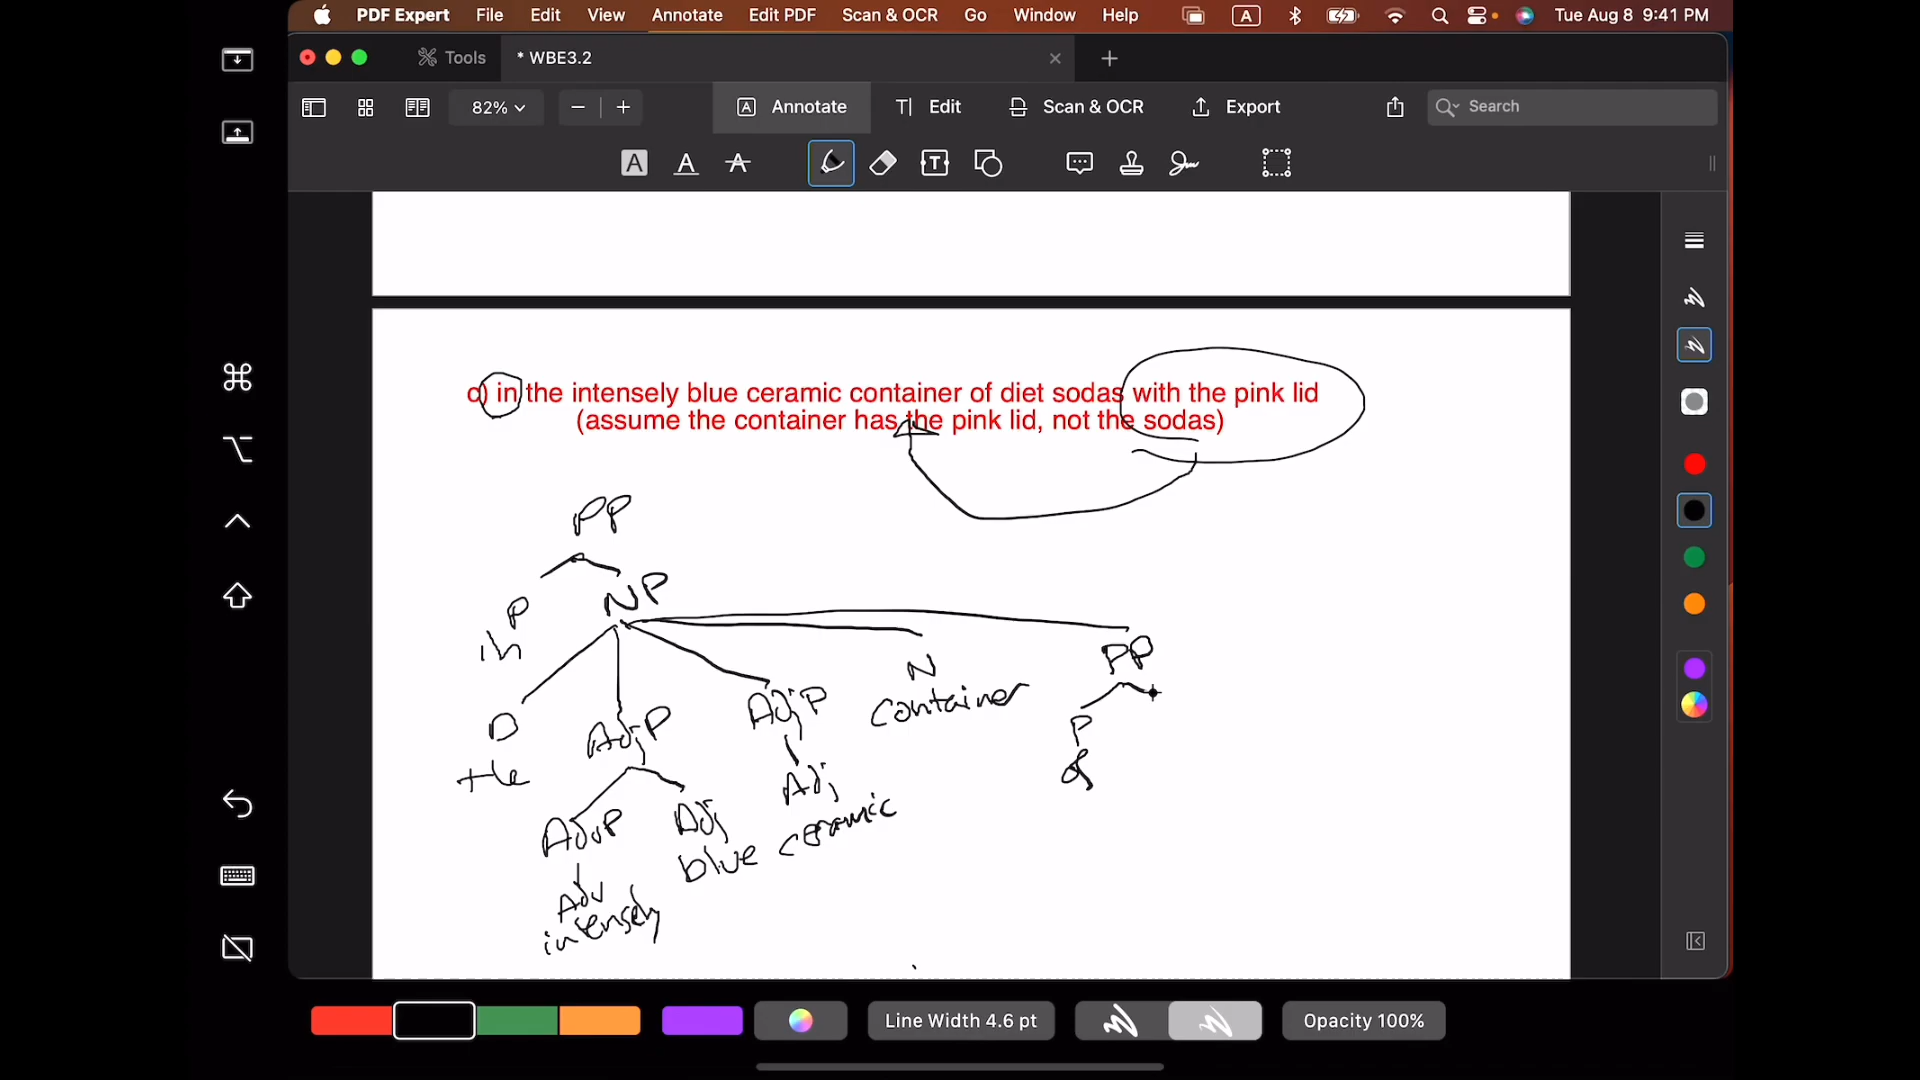 PDF Expert File Edit View Annotate Edit PDF Scan & OCR Go Window Help A Tue Aug 8 9:41 PM
Tools * WBE3.2
82% Annotate Edit Scan & OCR Export Search
A A A T
c) in the intensely blue ceramic container of diet sodas with the pink lid
(assume the container has the pink lid, not the sodas)
PP
P NP
in
N PP
container
D AdjP AdjP
P
the Adj of
ceramic
AdvP Adj
blue
Adv
intensely
Line Width 4.6 pt Opacity 100%